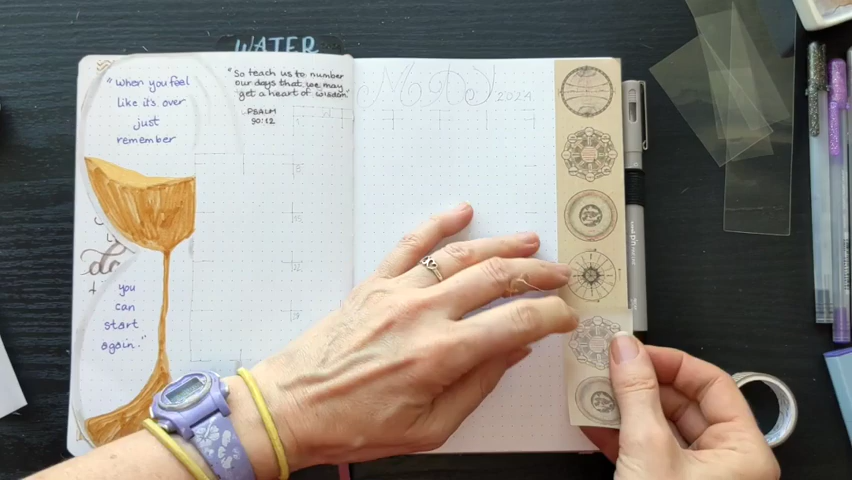 WATER
"When you feel
like it's over
just
remember
you
can
start
again."
"So teach us to number
our days that we may
get a heart of wisdom"
PSALM
90:12
MAY 2024